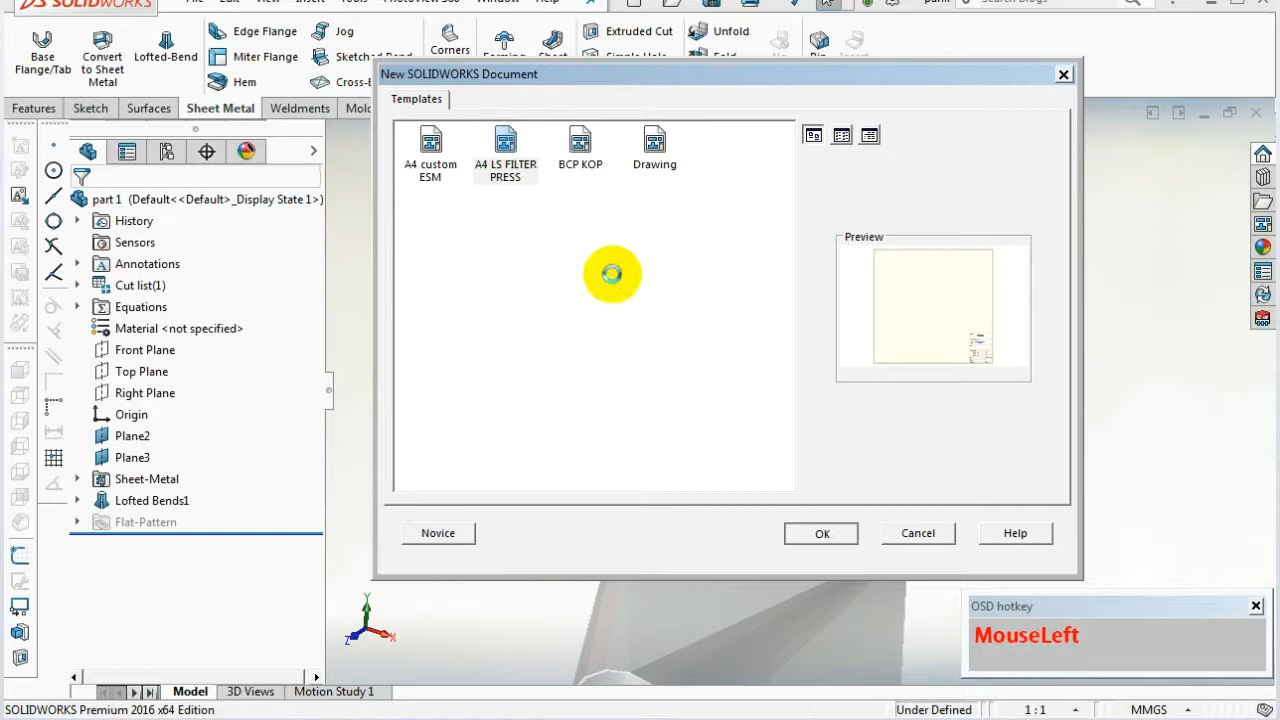 SOLIDWORKS
Edge Flange
Jog
Extruded Cut
Unfold
Base Flange/Tab
Convert to Sheet Metal
Lofted-Bend
Miter Flange
Corners
Hem
Features
Sketch
Surfaces
Sheet Metal
Weldments
New SOLIDWORKS Document
Templates
A4 custom ESM
A4 LS FILTER PRESS
BCP KOP
Drawing
Preview
part 1 (Default<<Default>_Display State 1>)
History
Sensors
Annotations
Cut list(1)
Equations
Material <not specified>
Front Plane
Top Plane
Right Plane
Origin
Plane2
Plane3
Sheet-Metal
Lofted Bends1
Flat-Pattern
Novice
OK
Cancel
Help
Y
Z
X
OSD hotkey
MouseLeft
Model
3D Views
Motion Study 1
SOLIDWORKS Premium 2016 x64 Edition
Under Defined
1 : 1
MMGS